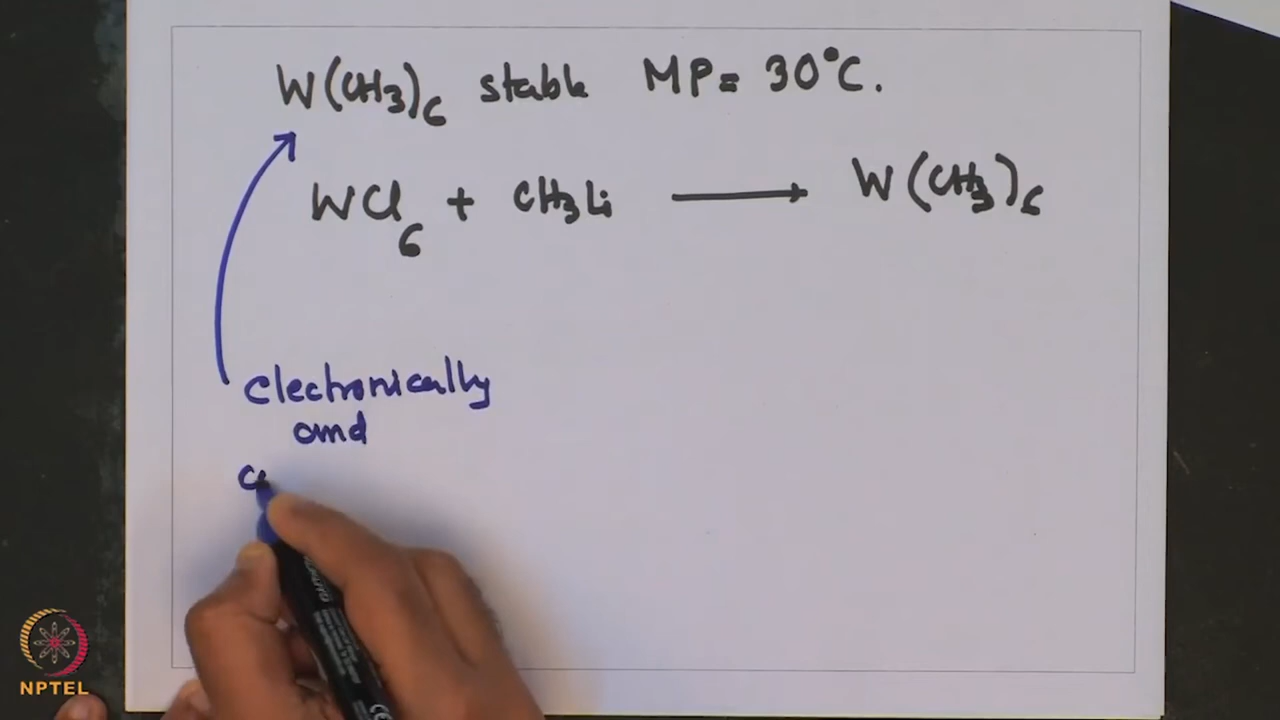 W(CH3)6 stable MP= 30°C.
WCl6 + CH3Li ⟶ W(CH3)6
electronically
and
NPTEL